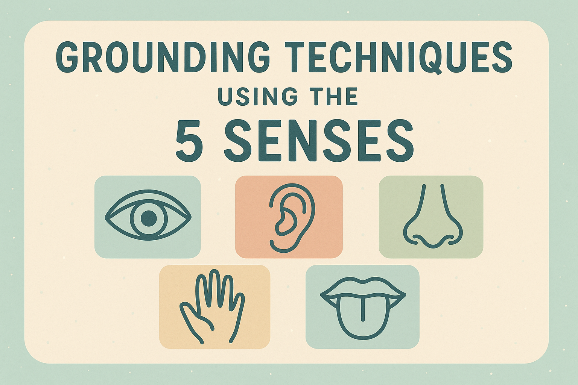 GROUNDING TECHNIQUES
USING THE
5 SENSES